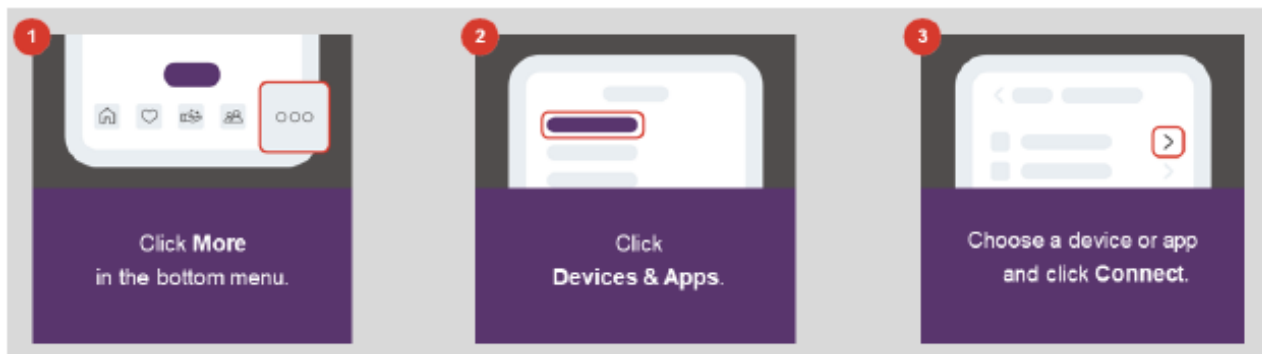 1
Click More
in the bottom menu.
2
Click
Devices & Apps.
3
Choose a device or app
and click Connect.